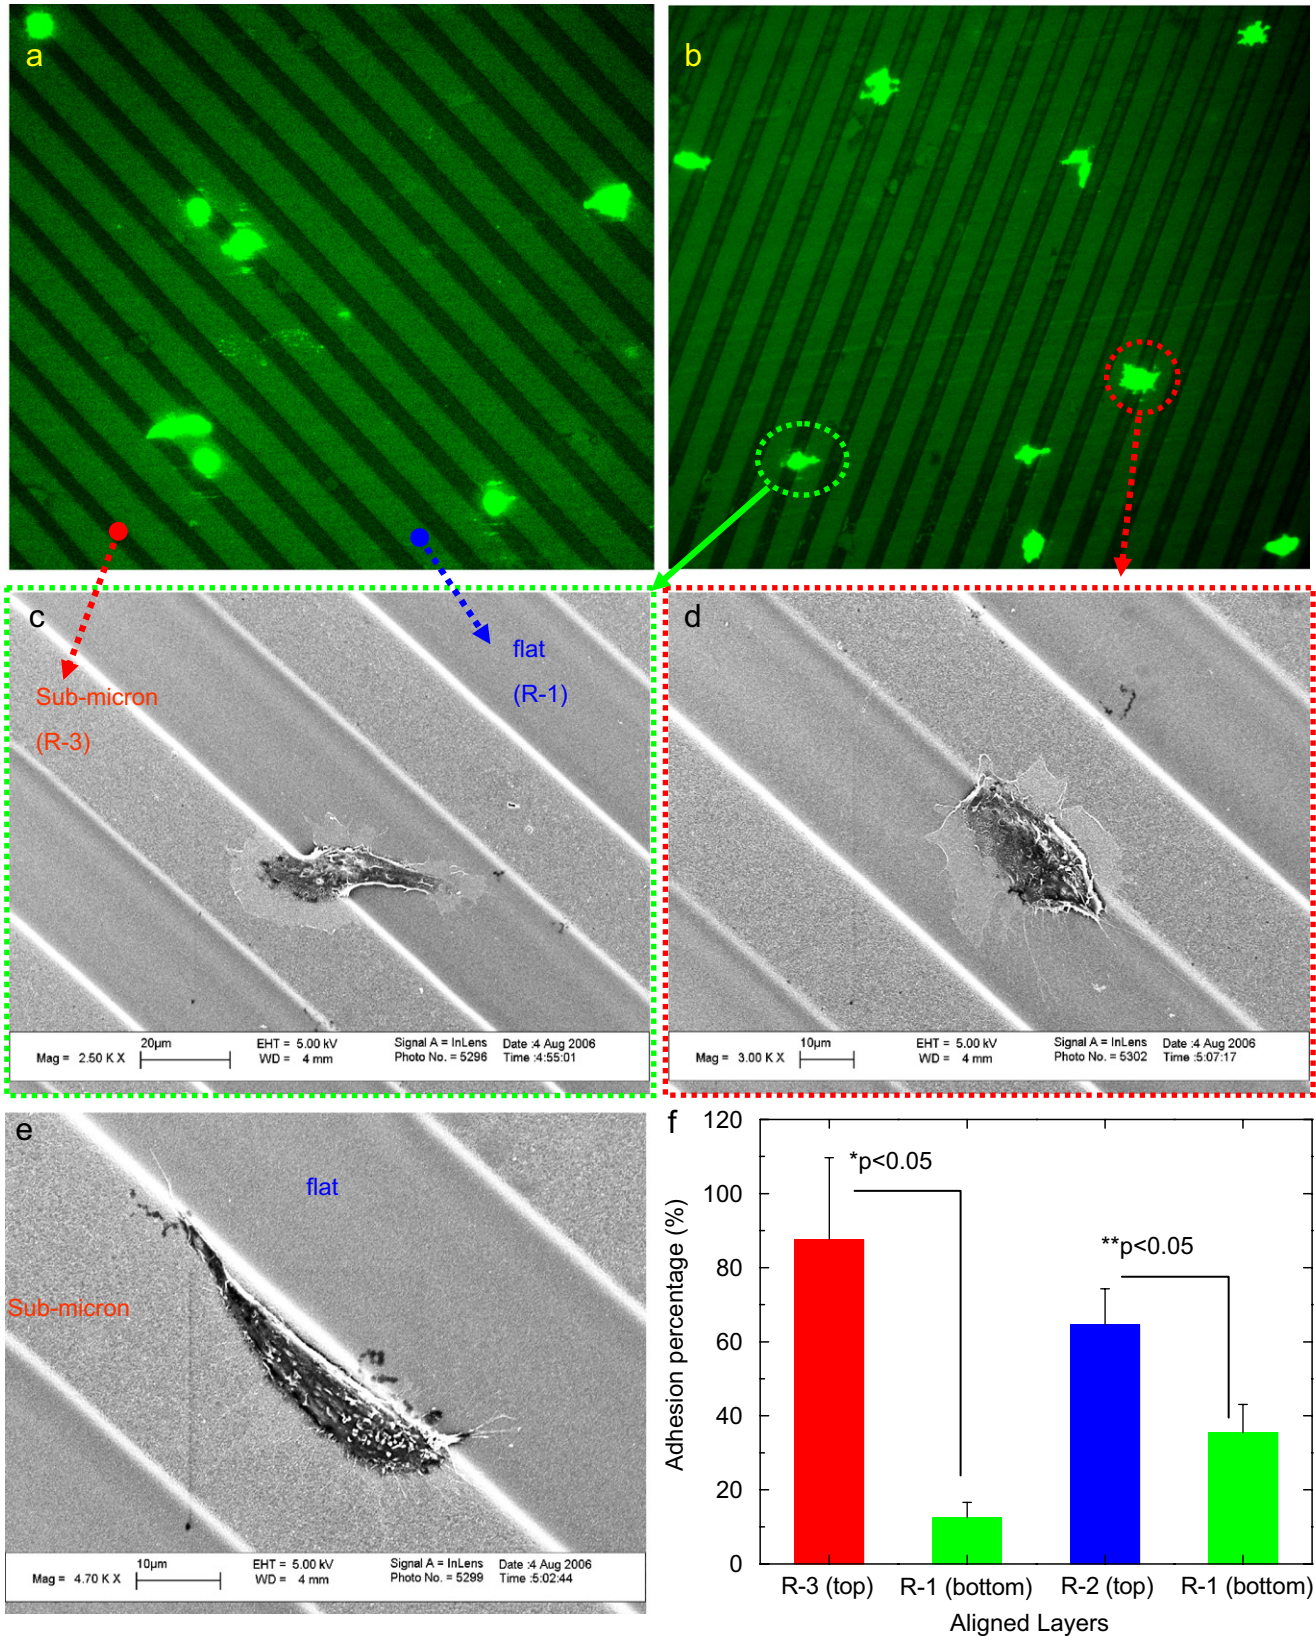 a
b
c
flat
(R-1)
Sub-micron
(R-3)
d
Mag = 2.50 K X 20µm EHT = 5.00 kV Signal A = InLens Date :4 Aug 2006
WD = 4 mm Photo No. = 5296 Time :4:55:01
Mag = 3.00 K X 10µm EHT = 5.00 kV Signal A = InLens Date :4 Aug 2006
WD = 4 mm Photo No. = 5302 Time :5:07:17
e
flat
Sub-micron
Mag = 4.70 K X 10µm EHT = 5.00 kV Signal A = InLens Date :4 Aug 2006
WD = 4 mm Photo No. = 5299 Time :5:02:44
f
120
100
80
60
40
20
0
Adhesion percentage (%)
*p<0.05
**p<0.05
R-3 (top) R-1 (bottom) R-2 (top) R-1 (bottom)
Aligned Layers